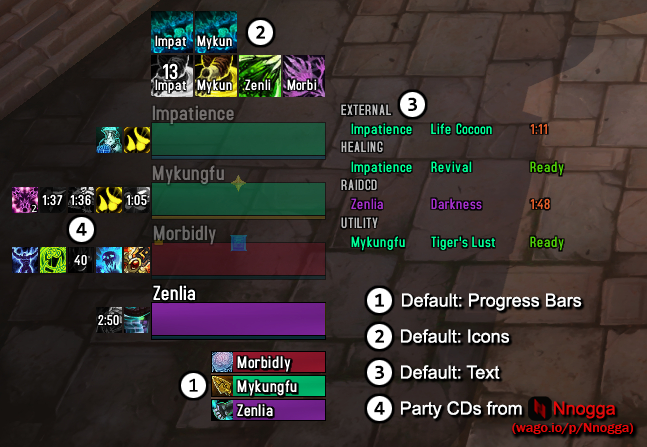 Impat Mykun 2
13
Impat Mykun Zenli Morbi
Impatience
EXTERNAL 3
Impatience Life Cocoon 1:11
HEALING
Impatience Revival Ready
RAIDCD
Zenlia Darkness 1:48
UTILITY
Mykungfu Tiger's Lust Ready
Mykungfu
2 1:37 1:36 1:05
4
Morbidly
40
Zenlia
2:50
1 Default: Progress Bars
2 Default: Icons
3 Default: Text
4 Party CDs from Nnogga
(wago.io/p/Nnogga)
Morbidly
1 Mykungfu
Zenlia